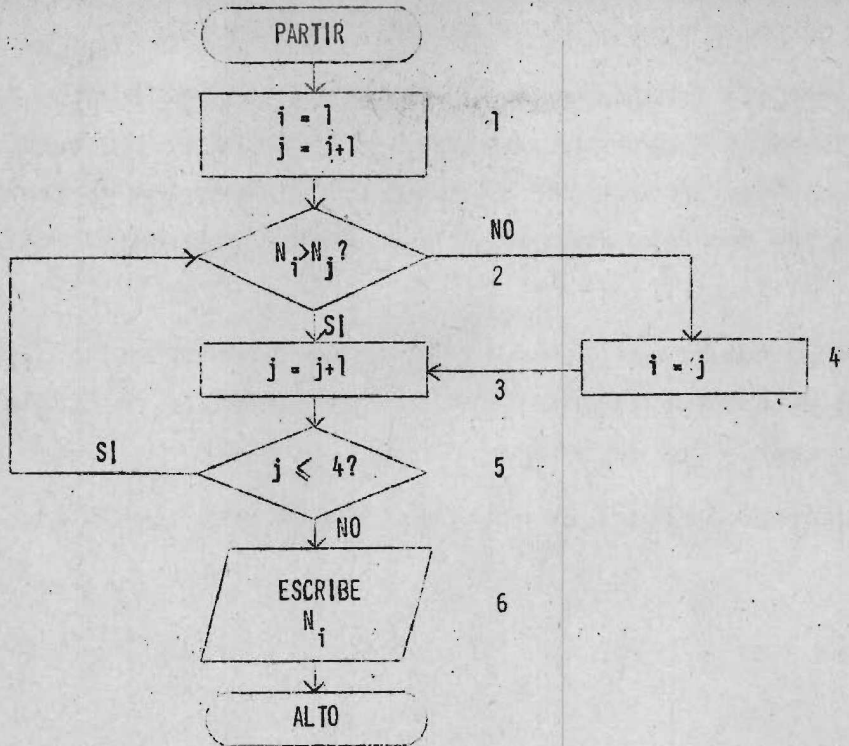 PARTIR
i = 1
j = i+1
1
N_i>N_j?
NO
2
SI
j = j+1
3
i = j
4
SI
j ≤ 4?
5
NO
ESCRIBE
N_i
6
ALTO